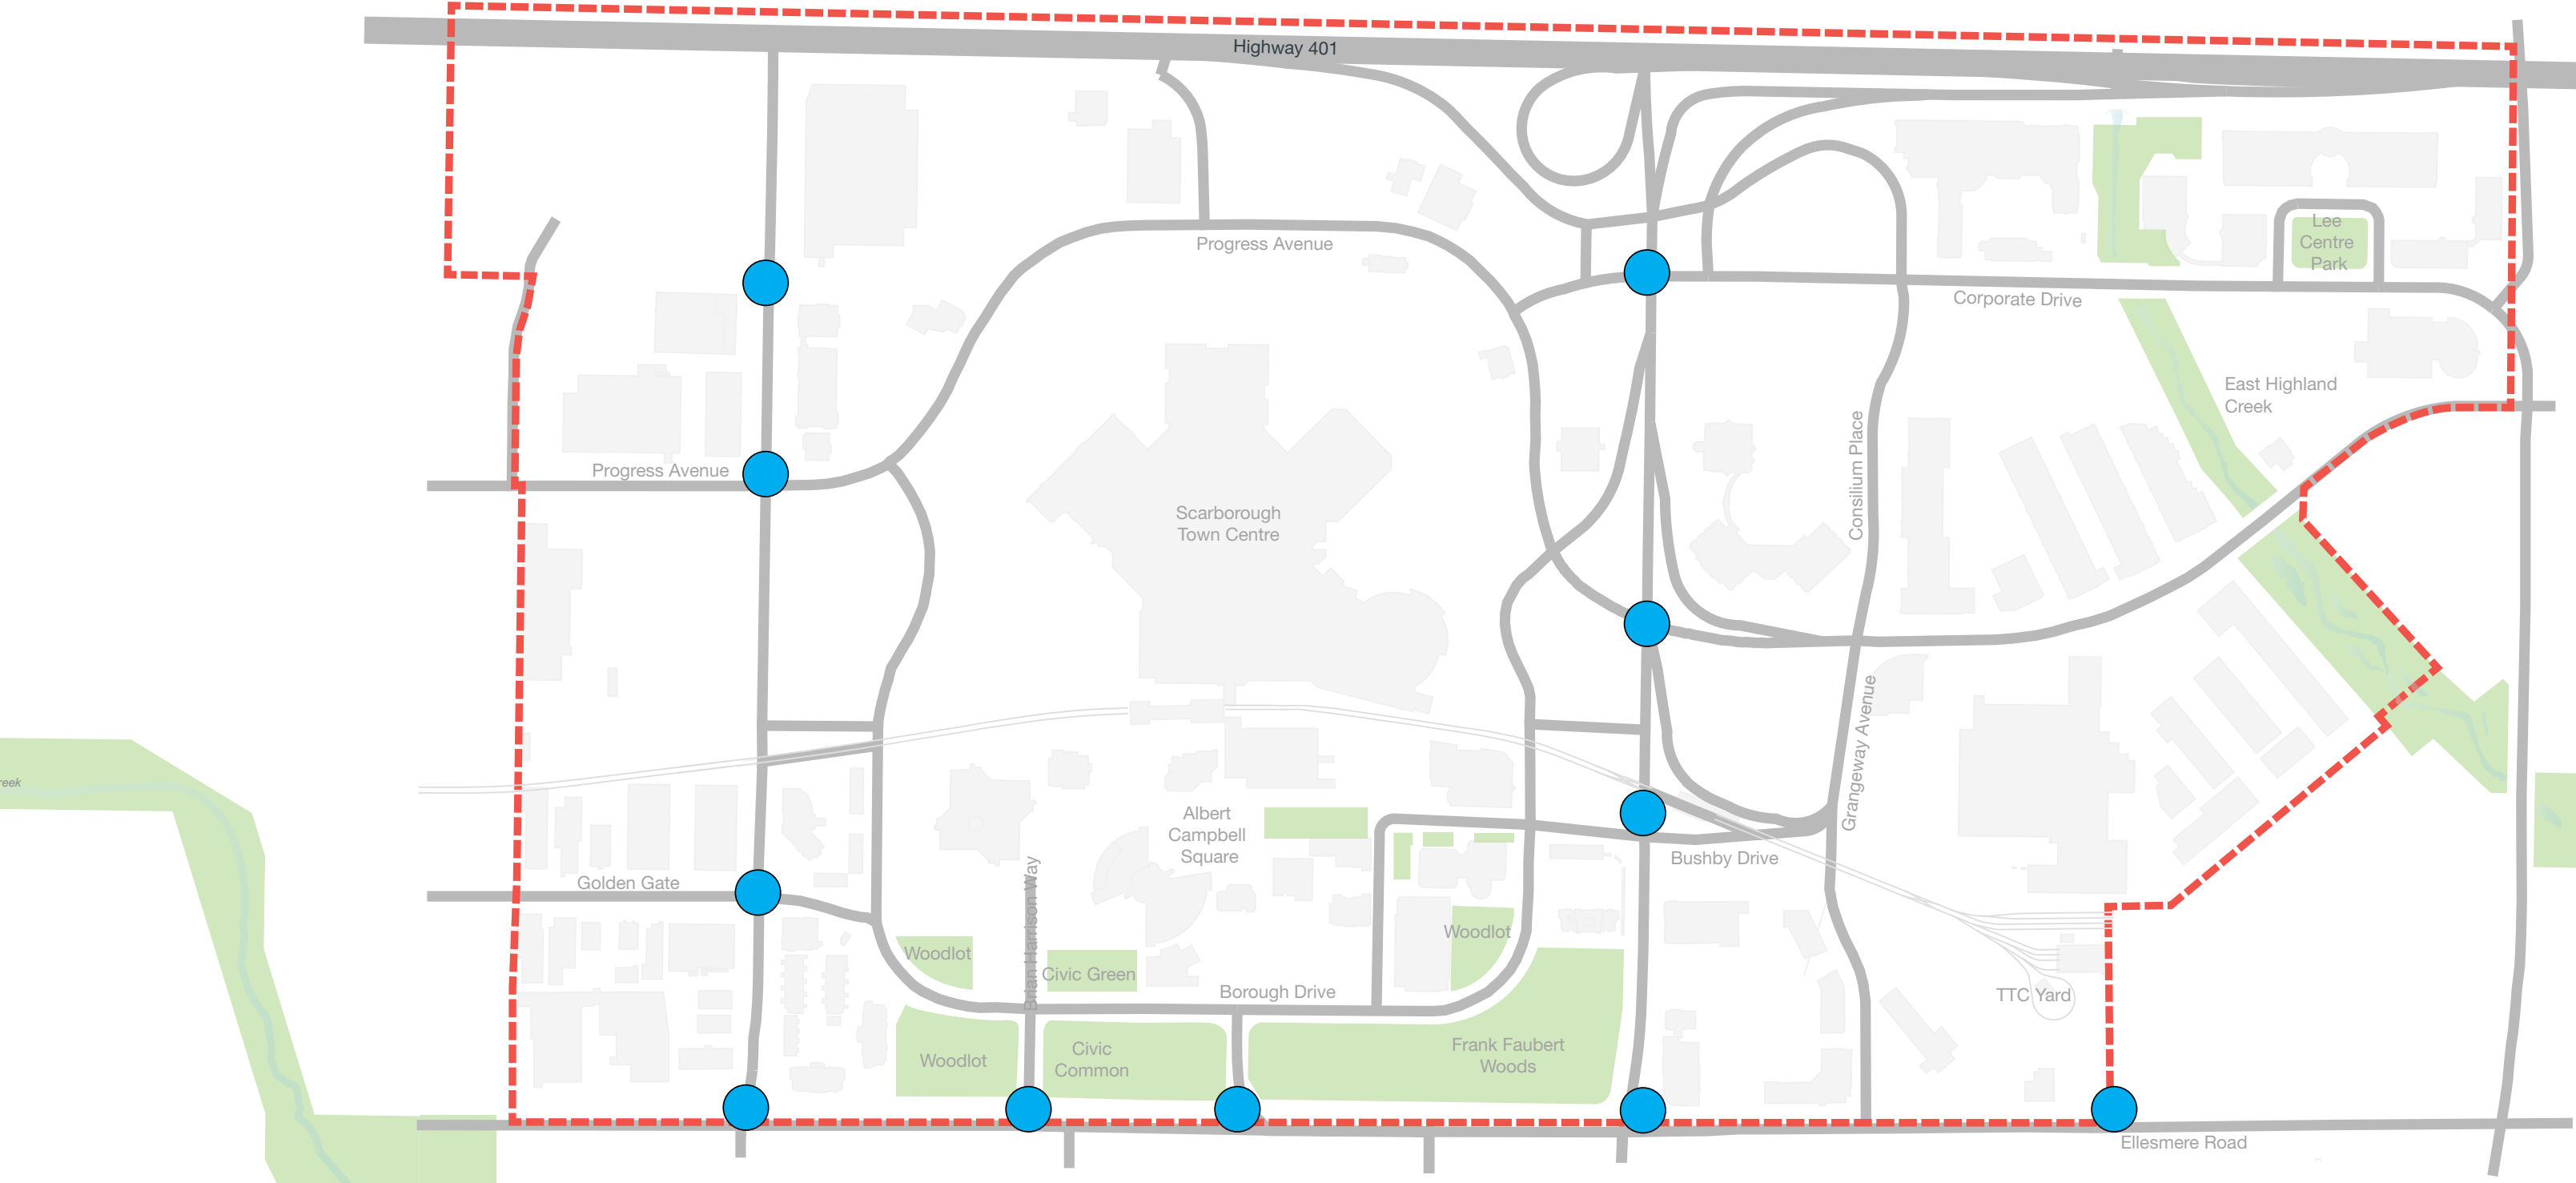 Highway 401
Progress Avenue
Lee
Centre
Park
Corporate Drive
East Highland
Creek
Consilium Place
Progress Avenue
Scarborough
Town Centre
Grangeway Avenue
reek
Albert
Campbell
Square
Bushby Drive
Golden Gate
Brian Harrison Way
Woodlot
Woodlot
Civic Green
Borough Drive
TTC Yard
Woodlot
Civic
Common
Frank Faubert
Woods
Ellesmere Road